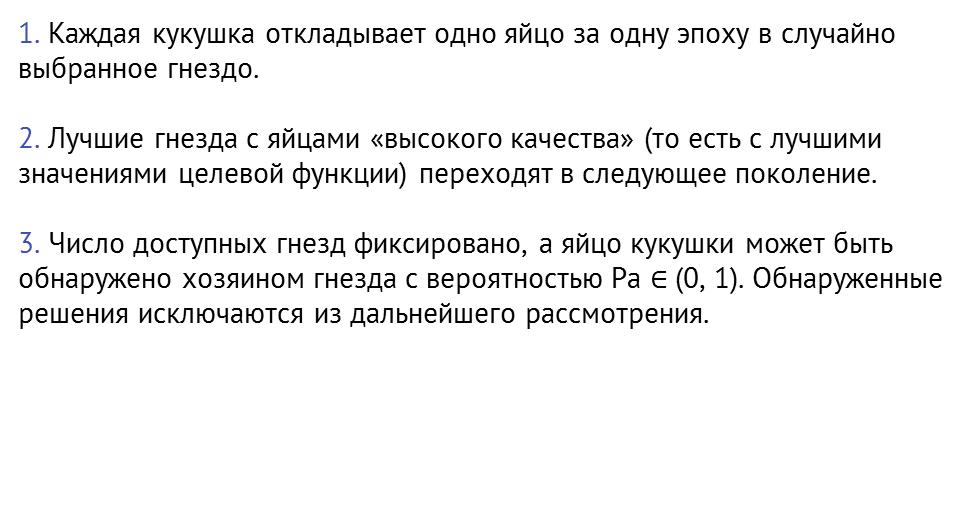 1. Каждая кукушка откладывает одно яйцо за одну эпоху в случайно
выбранное гнездо.
2. Лучшие гнезда с яйцами «высокого качества» (то есть с лучшими
значениями целевой функции) переходят в следующее поколение.
3. Число доступных гнезд фиксировано, а яйцо кукушки может быть
обнаружено хозяином гнезда с вероятностью Pa ∈ (0, 1). Обнаруженные
решения исключаются из дальнейшего рассмотрения.